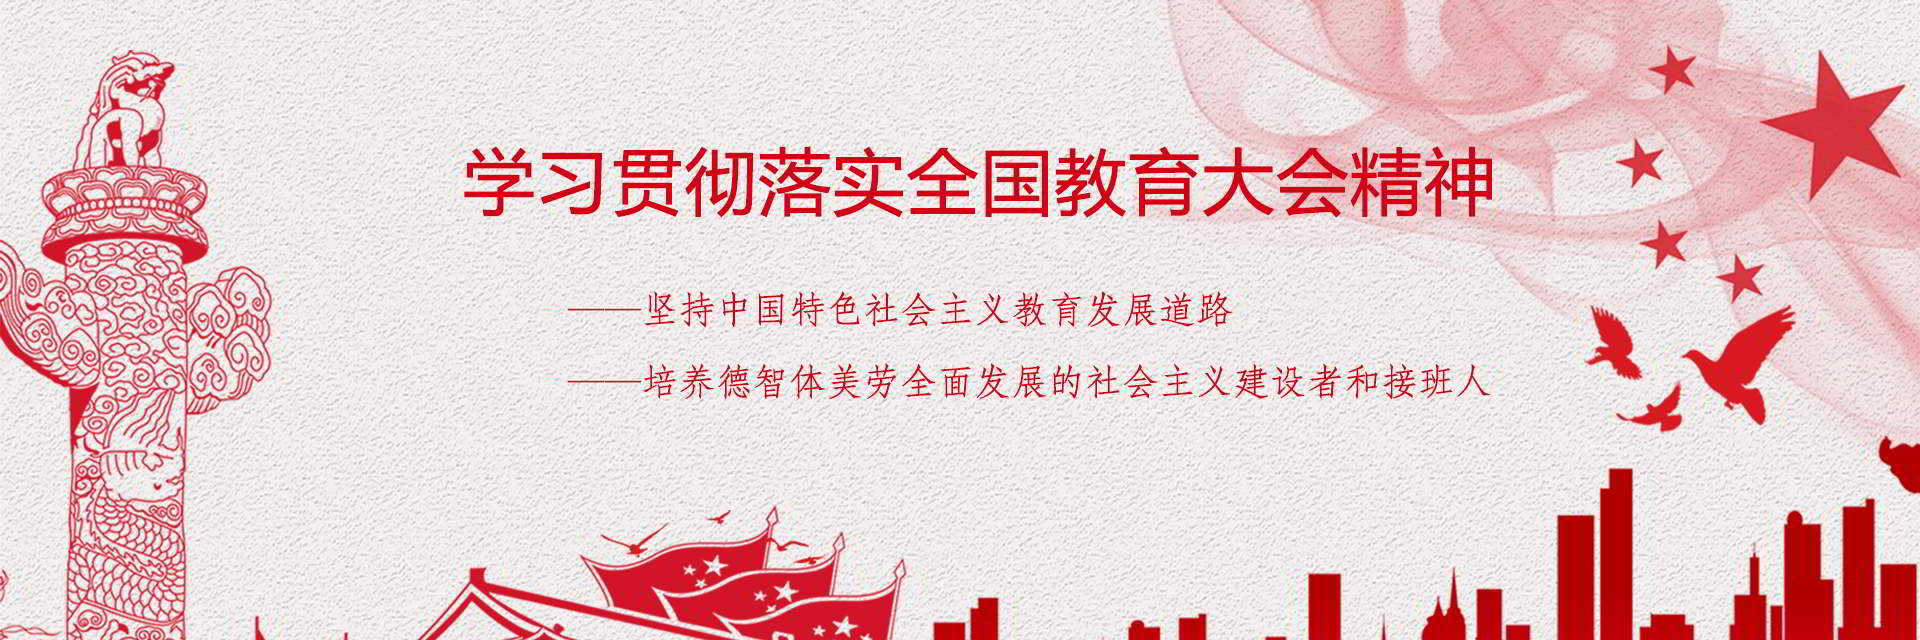 学习贯彻落实全国教育大会精神
——坚持中国特色社会主义教育发展道路
——培养德智体美劳全面发展的社会主义建设者和接班人